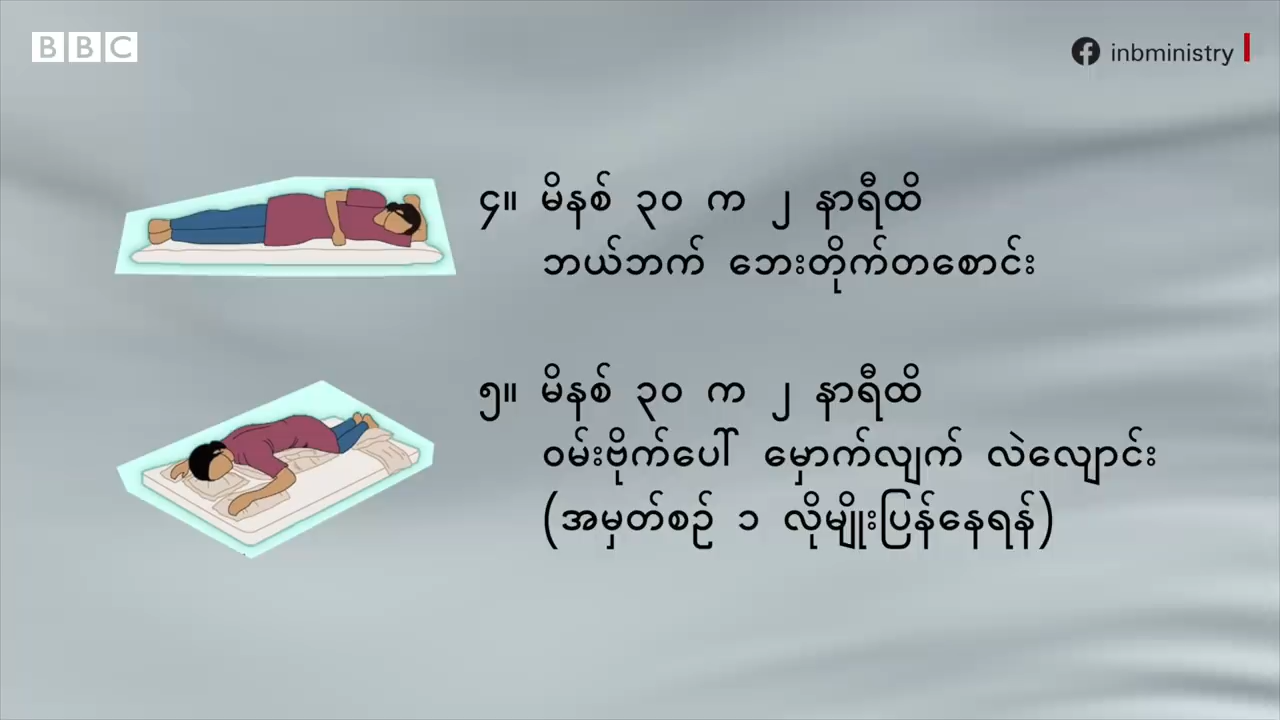 BBC
inbministry
၄။ မိနစ် ၃၀ က ၂ နာရီထိ
ဘယ်ဘက် ဘေးတိုက်တစောင်း
၅။ မိနစ် ၃၀ က ၂ နာရီထိ
ဝမ်းဗိုက်ပေါ် မှောက်လျက် လဲလျောင်း
(အမှတ်စဉ် ၁ လိုမျိုးပြန်နေရန်)